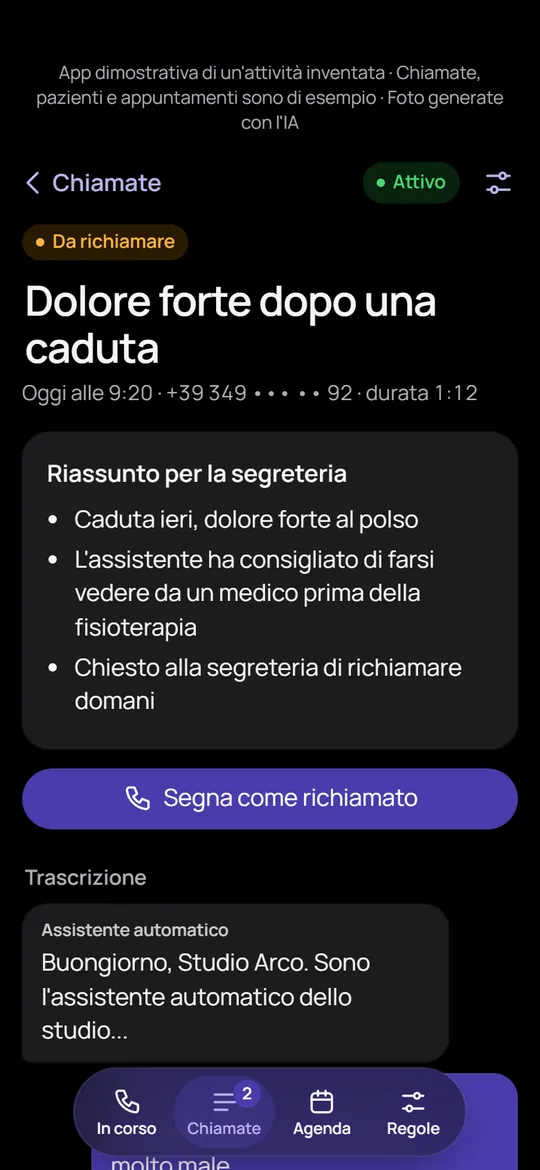 App dimostrativa di un'attività inventata · Chiamate,
pazienti e appuntamenti sono di esempio · Foto generate
con l'IA
Chiamate
Attivo
Da richiamare
Dolore forte dopo una
caduta
Oggi alle 9:20 · +39 349 ••• •• 92 · durata 1:12
Riassunto per la segreteria
• Caduta ieri, dolore forte al polso
• L'assistente ha consigliato di farsi
vedere da un medico prima della
fisioterapia
• Chiesto alla segreteria di richiamare
domani
Segna come richiamato
Trascrizione
Assistente automatico
Buongiorno, Studio Arco. Sono
l'assistente automatico dello
studio...
2
In corso
Chiamate
Agenda
Regole
molto male